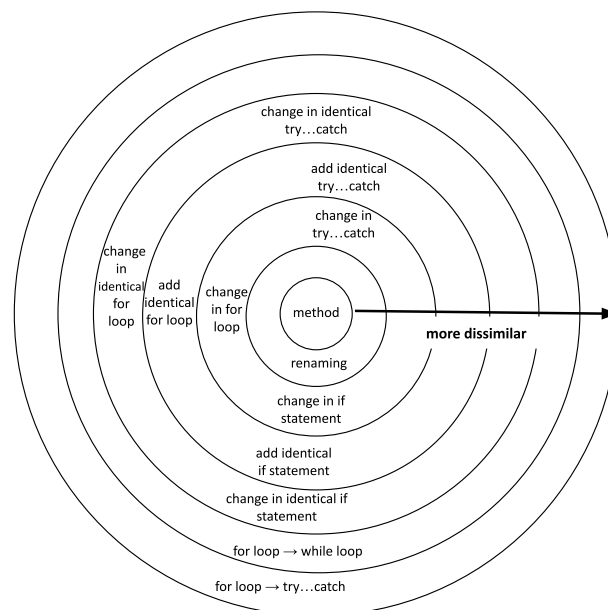 change in identical
try...catch
add identical
try...catch
change in
try...catch
change
in
identical
for
loop
add
identical
for loop
change
in for
loop
method
more dissimilar
renaming
change in if
statement
add identical
if statement
change in identical if
statement
for loop → while loop
for loop → try...catch